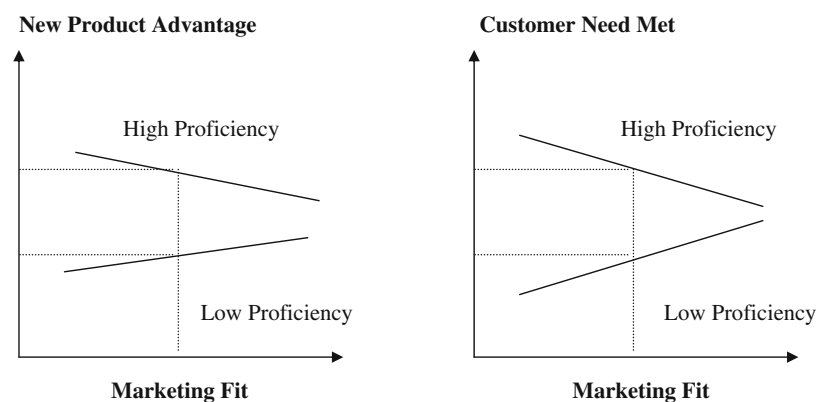 New Product Advantage
High Proficiency
Low Proficiency
Marketing Fit
Customer Need Met
High Proficiency
Low Proficiency
Marketing Fit